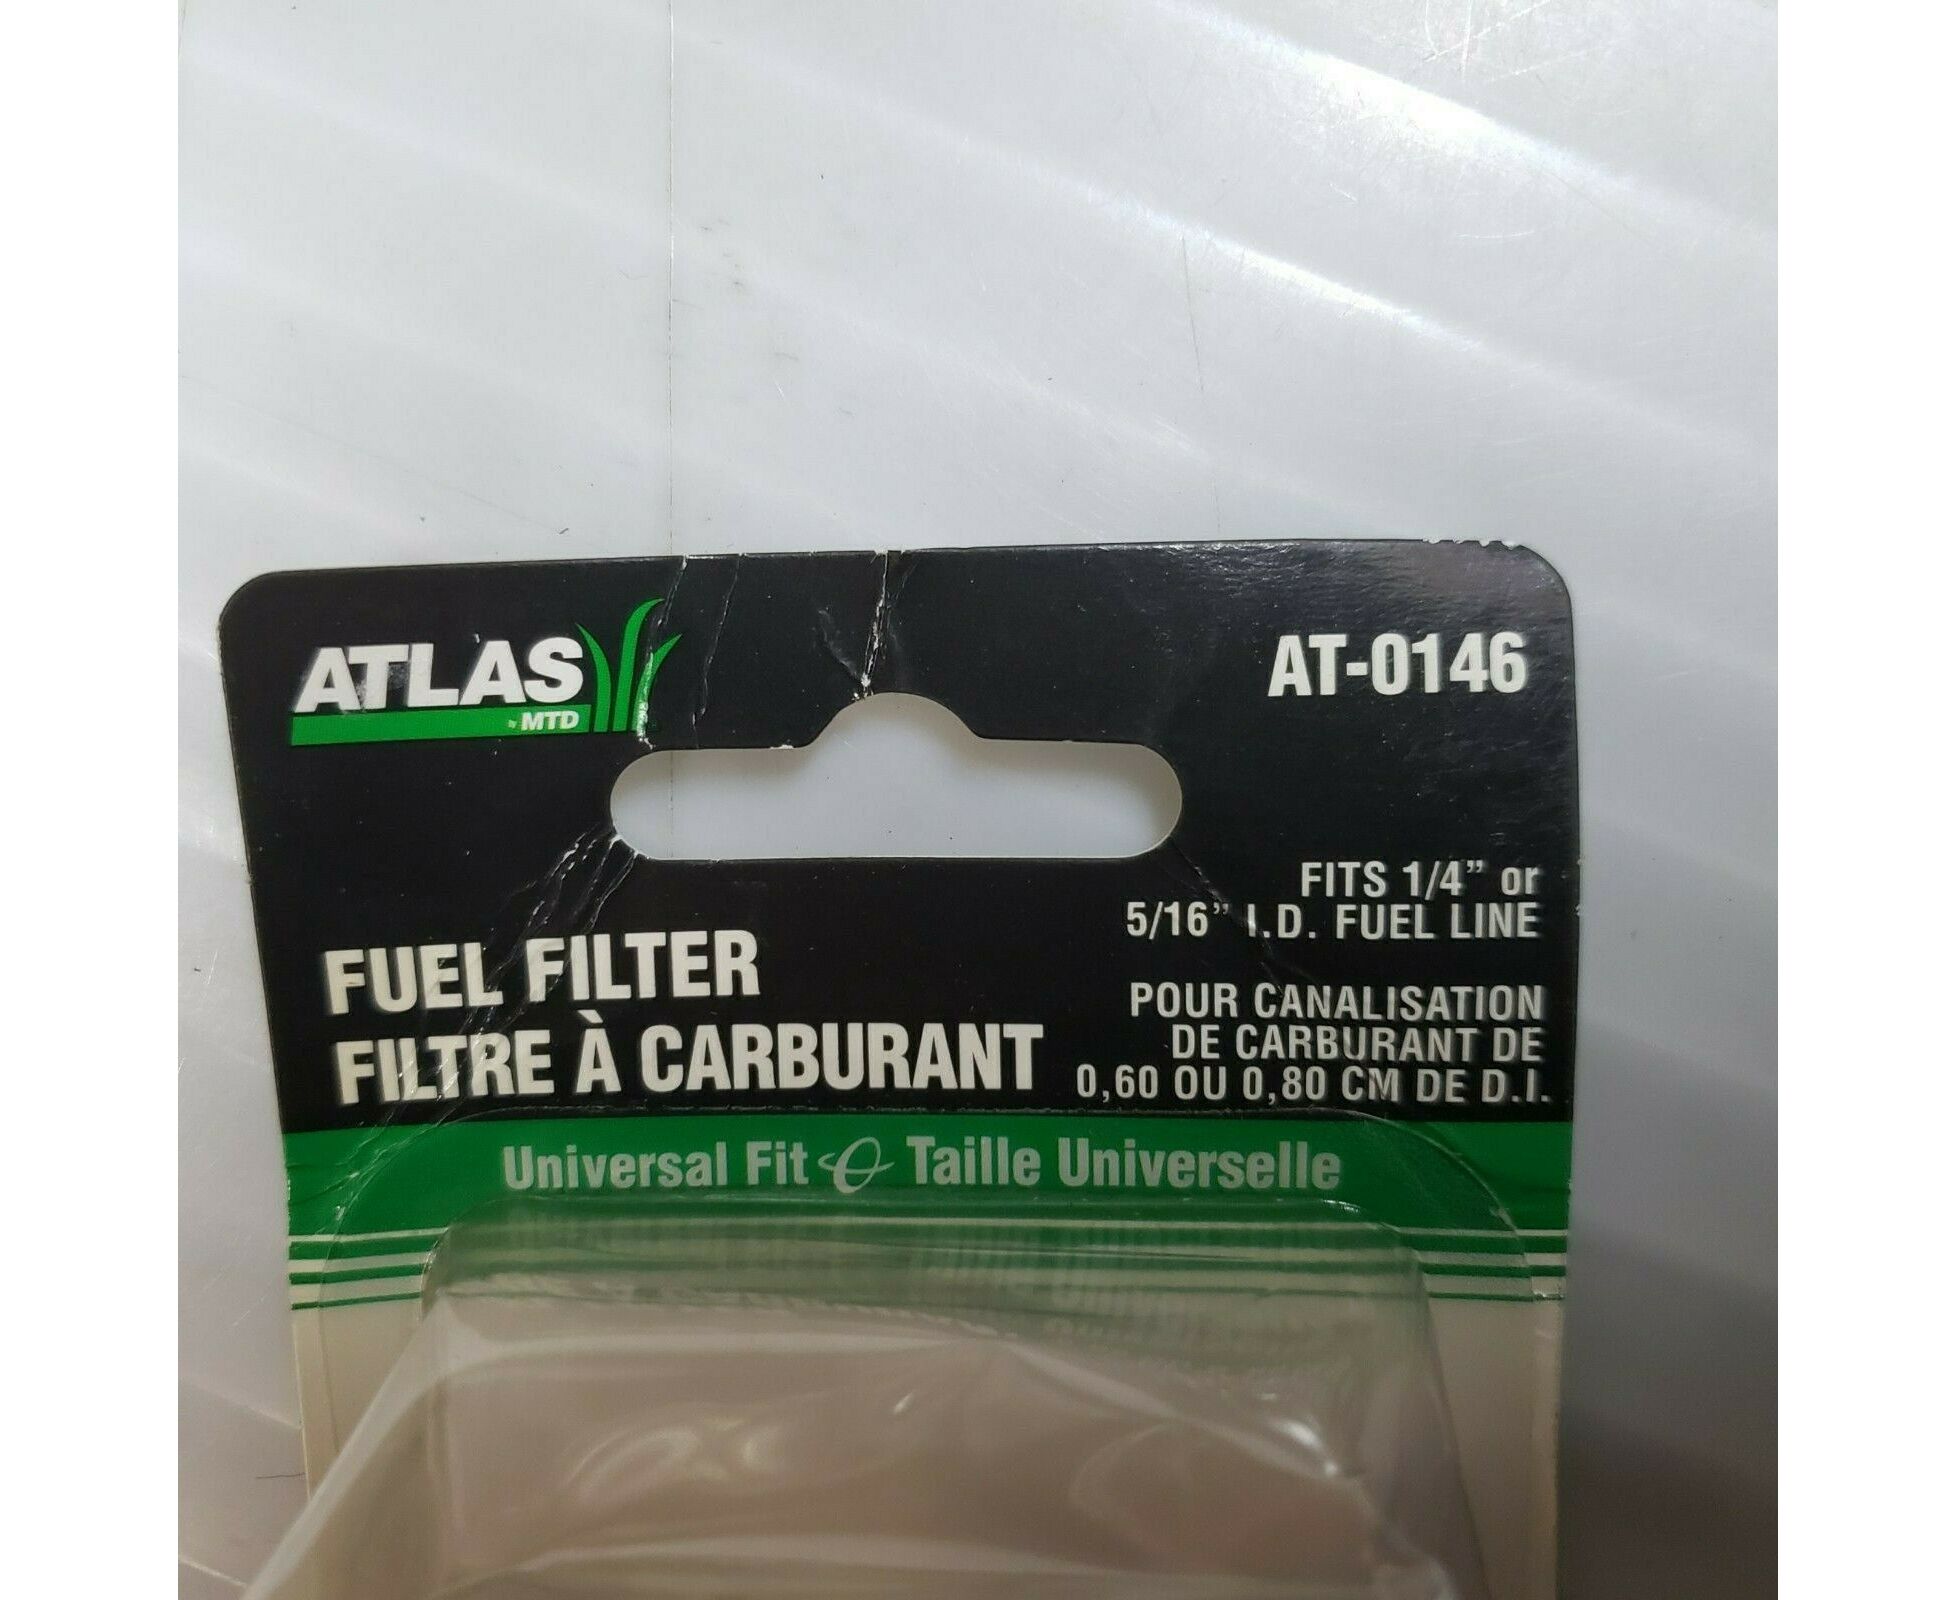 ATLAS
by MTD
AT-0146
FITS 1/4” or
5/16” I.D. FUEL LINE
FUEL FILTER
FILTRE À CARBURANT
POUR CANALISATION
DE CARBURANT DE
0,60 OU 0,80 CM DE D.I.
Universal Fit Taille Universelle